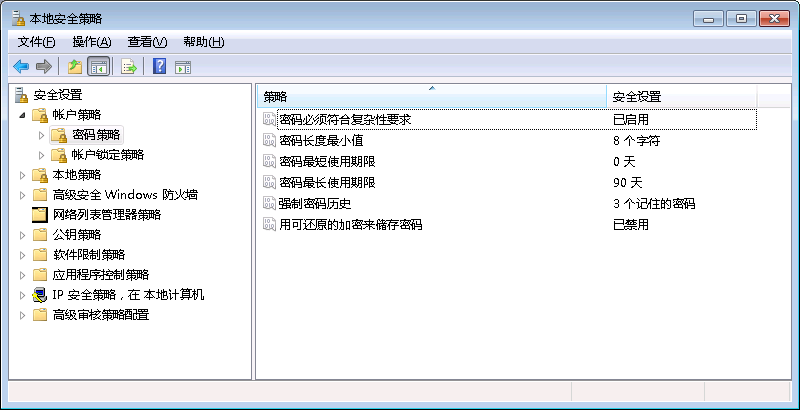 本地安全策略
文件(F) 操作(A) 查看(V) 帮助(H)
安全设置
帐户策略
密码策略
帐户锁定策略
本地策略
高级安全 Windows 防火墙
网络列表管理器策略
公钥策略
软件限制策略
应用程序控制策略
IP 安全策略，在 本地计算机
高级审核策略配置
策略 安全设置
密码必须符合复杂性要求 已启用
密码长度最小值 8 个字符
密码最短使用期限 0 天
密码最长使用期限 90 天
强制密码历史 3 个记住的密码
用可还原的加密来储存密码 已禁用